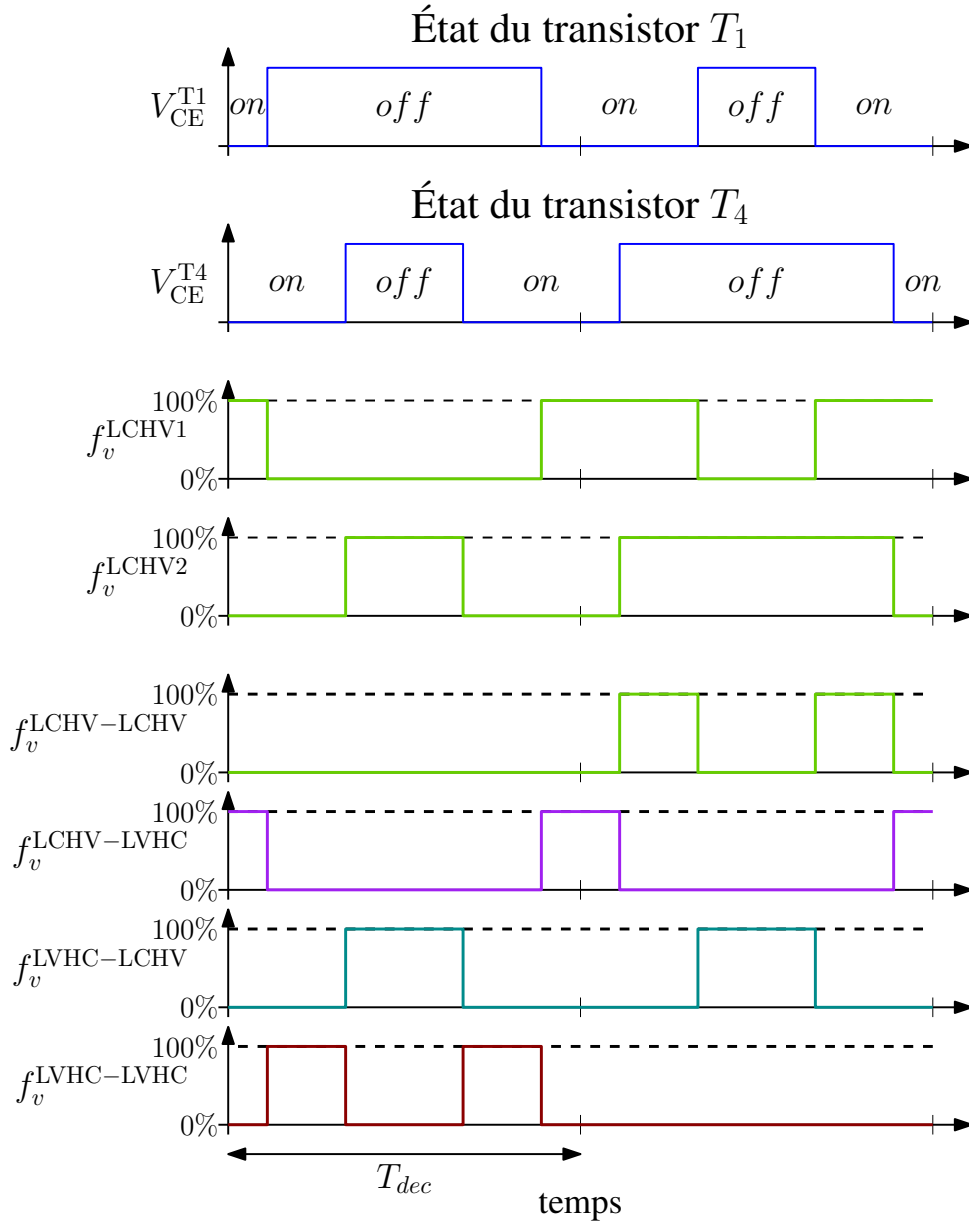 État du transistor T₁
V_CE^T1
on off on off on
État du transistor T₄
V_CE^T4
on off on off on
100%
f_v^LCHV1
0%
100%
f_v^LCHV2
0%
100%
f_v^LCHV−LCHV
0%
100%
f_v^LCHV−LVHC
0%
100%
f_v^LVHC−LCHV
0%
100%
f_v^LVHC−LVHC
0%
T_dec
temps